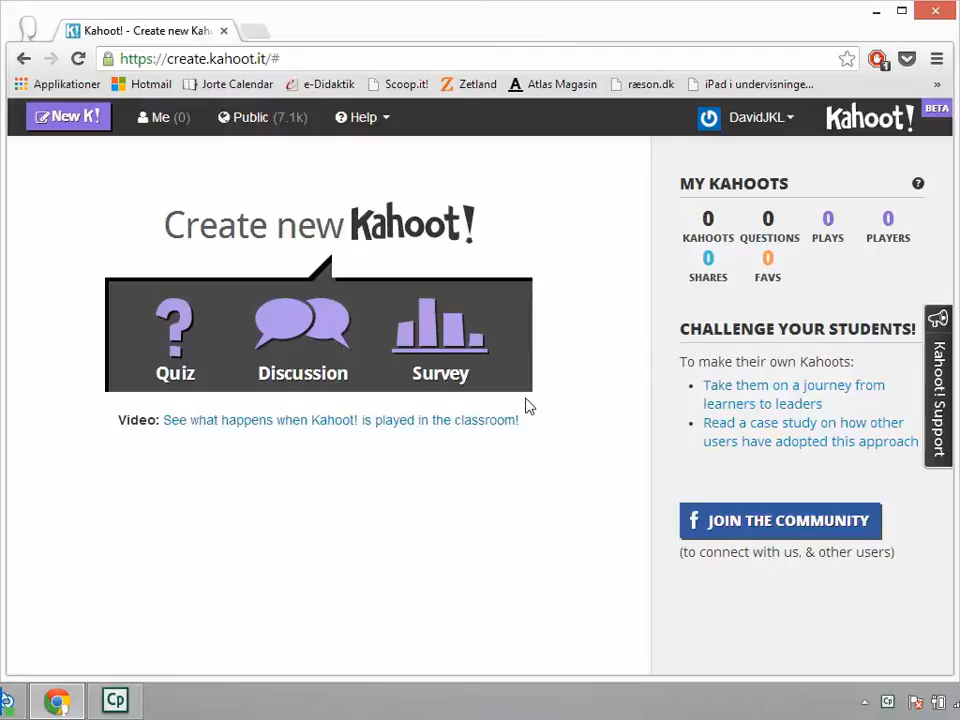 Kahoot! - Create new Kah
https://create.kahoot.it/#
1
Applikationer Hotmail Jorte Calendar e-Didaktik Scoop.it! Zetland Atlas Magasin ræson.dk iPad i undervisninge... »
New K! Me (0) Public (7.1k) Help DavidJKL Kahoot! BETA
Create new Kahoot!
Quiz Discussion Survey
Video: See what happens when Kahoot! is played in the classroom!
MY KAHOOTS
0 0 0 0
KAHOOTS QUESTIONS PLAYS PLAYERS
0 0
SHARES FAVS
CHALLENGE YOUR STUDENTS!
To make their own Kahoots:
• Take them on a journey from
learners to leaders
• Read a case study on how other
users have adopted this approach
Kahoot! Support
f JOIN THE COMMUNITY
(to connect with us, & other users)
Cp Cp